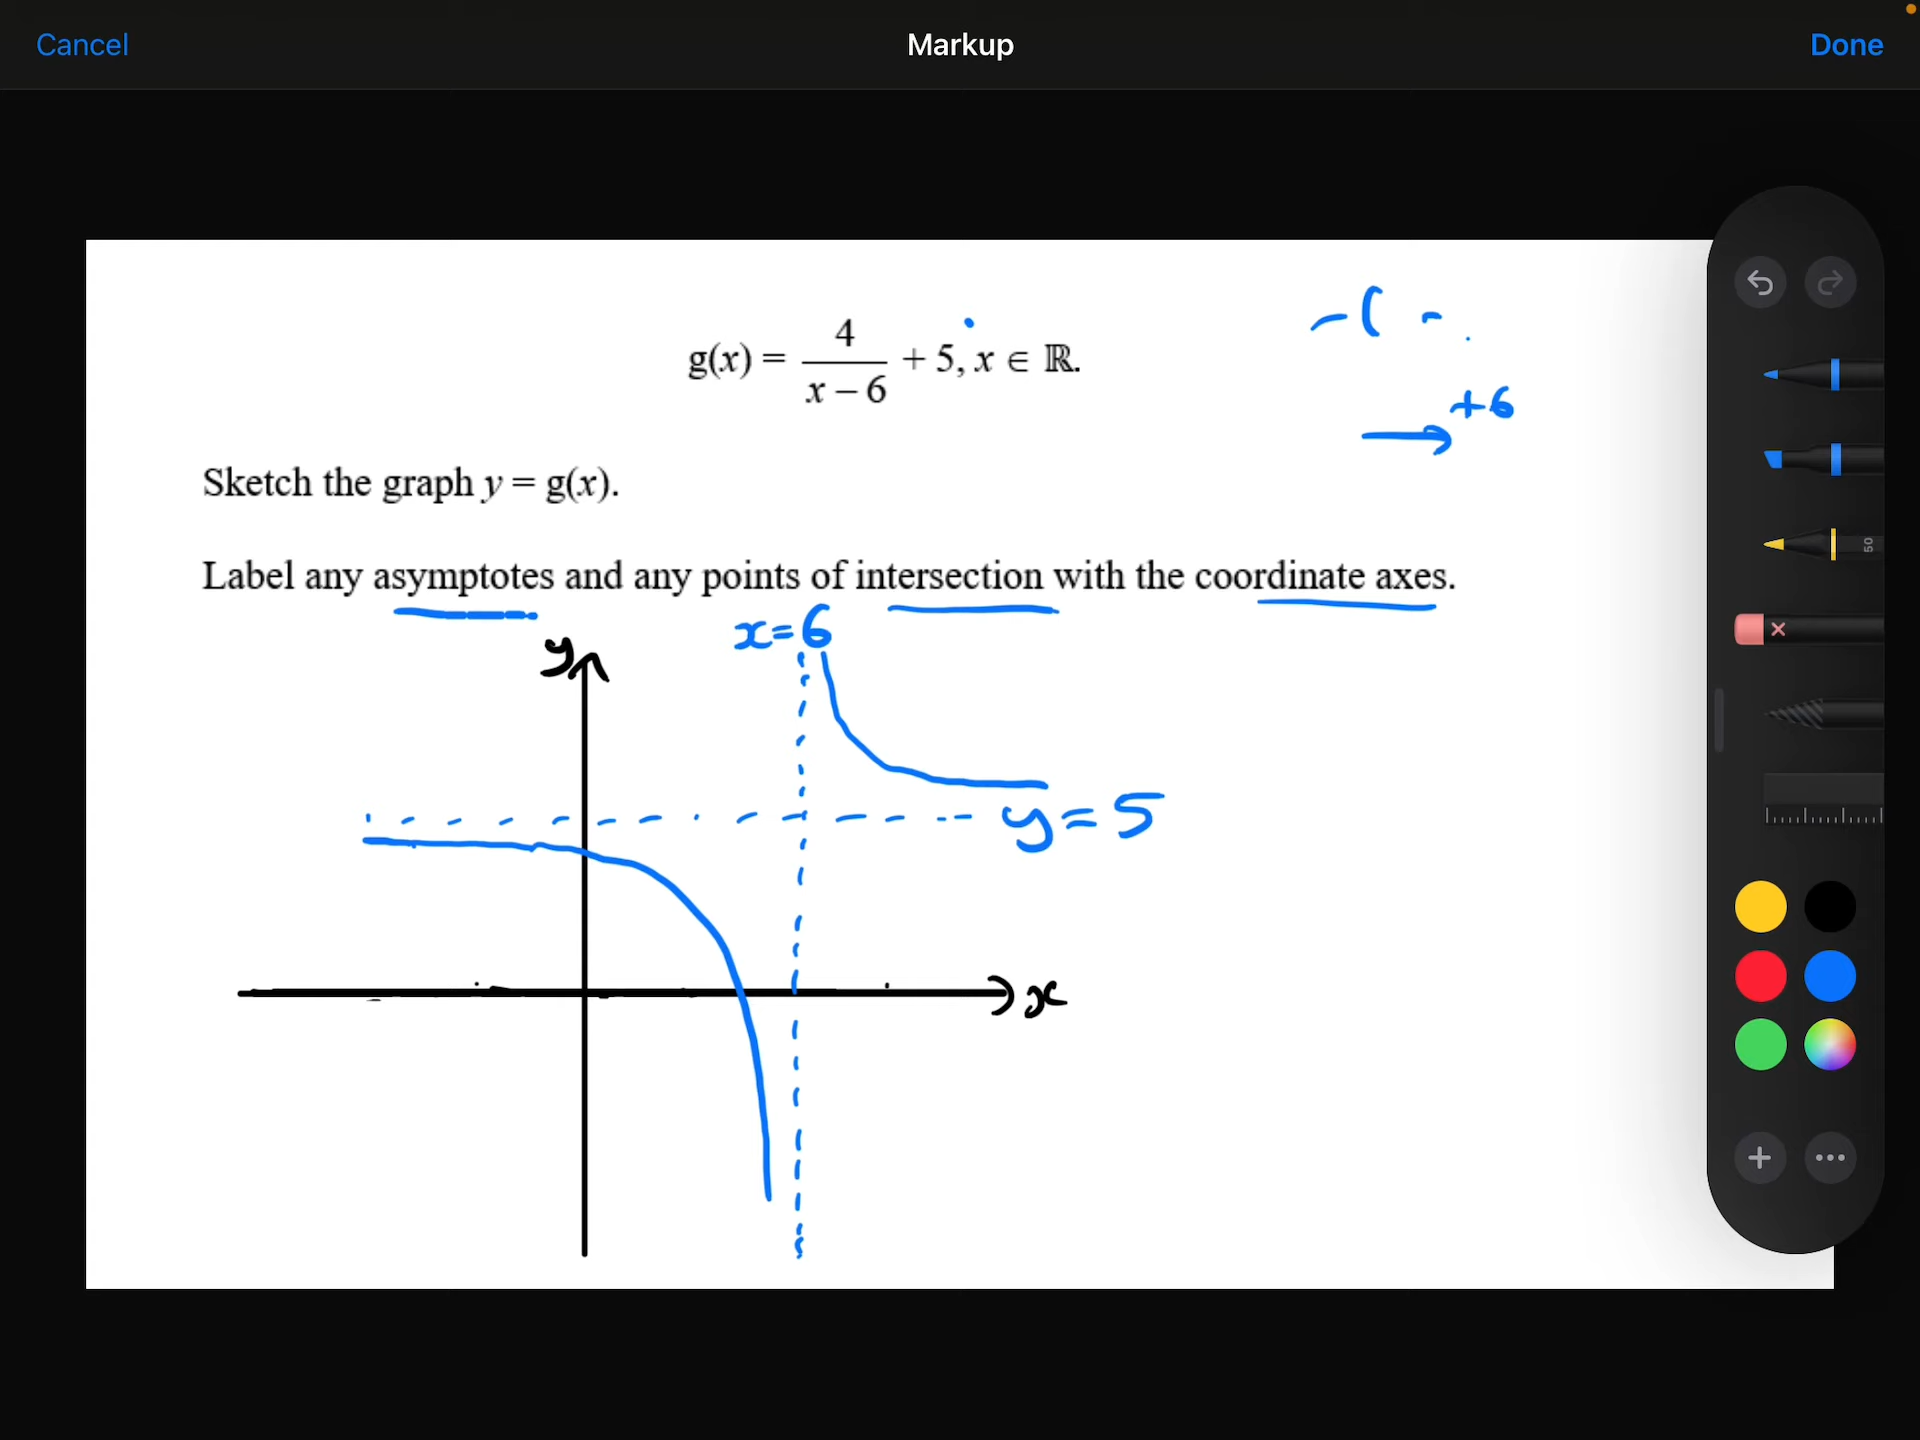 Cancel
Markup
Done
g(x) = 4/(x – 6) + 5, x ∈ ℝ.
-( -
+6
Sketch the graph y = g(x).
Label any asymptotes and any points of intersection with the coordinate axes.
x=6
y
y=5
x
50